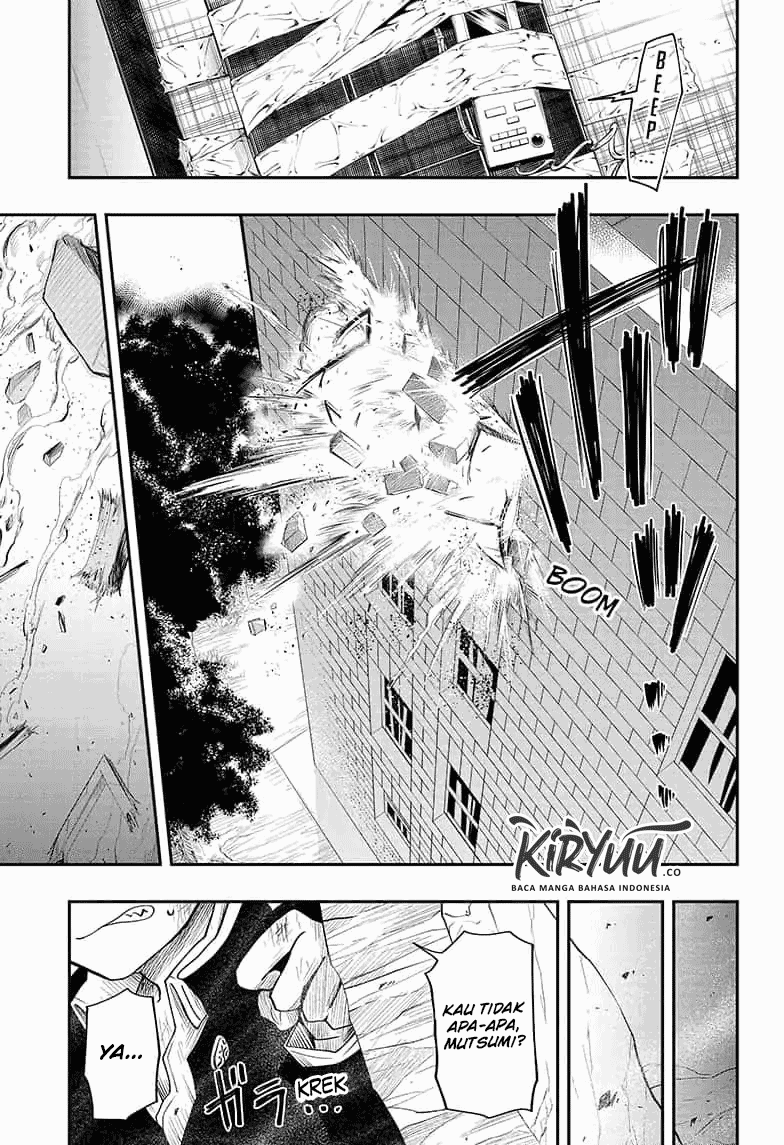 BEEP...
BOOM
KiRYUU.CO
BACA MANGA BAHASA INDONESIA
KAU TIDAK
APA-APA,
MUTSUMI?
ガラ
KREK
...
YA...